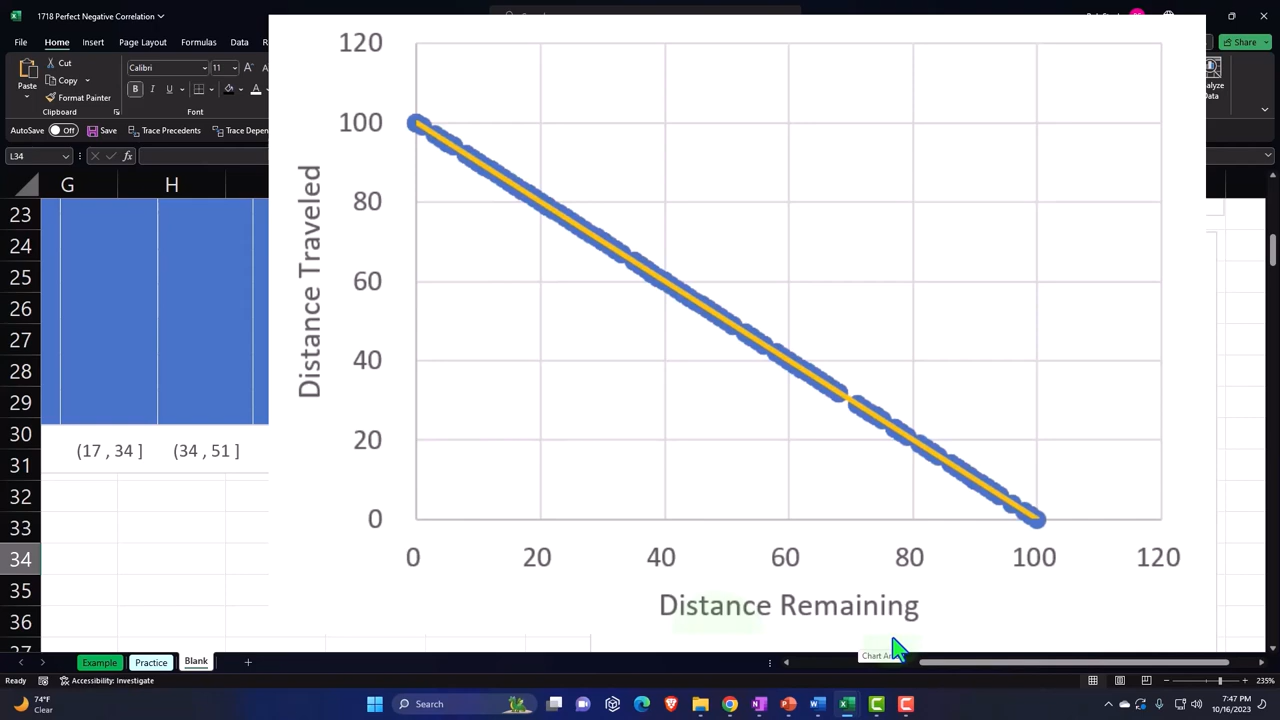 1718 Perfect Negative Correlation
File Home Insert Page Layout Formulas Data
Share
Cut
Copy
Format Painter
Paste
Calibri 11
B I U
Clipboard Font
Data
AutoSave Off Save Trace Precedents
L34 fx
G H
23
24
25
26
27
28
29
30
31
32
33
34
35
36
(17 , 34 ] (34 , 51 ]
Distance Traveled
120
100
80
60
40
20
0
0 20 40 60 80 100 120
Distance Remaining
Example Practice Blank
Ready Accessibility: Investigate 235%
74°F
Clear
Search
7:47 PM
10/16/2023